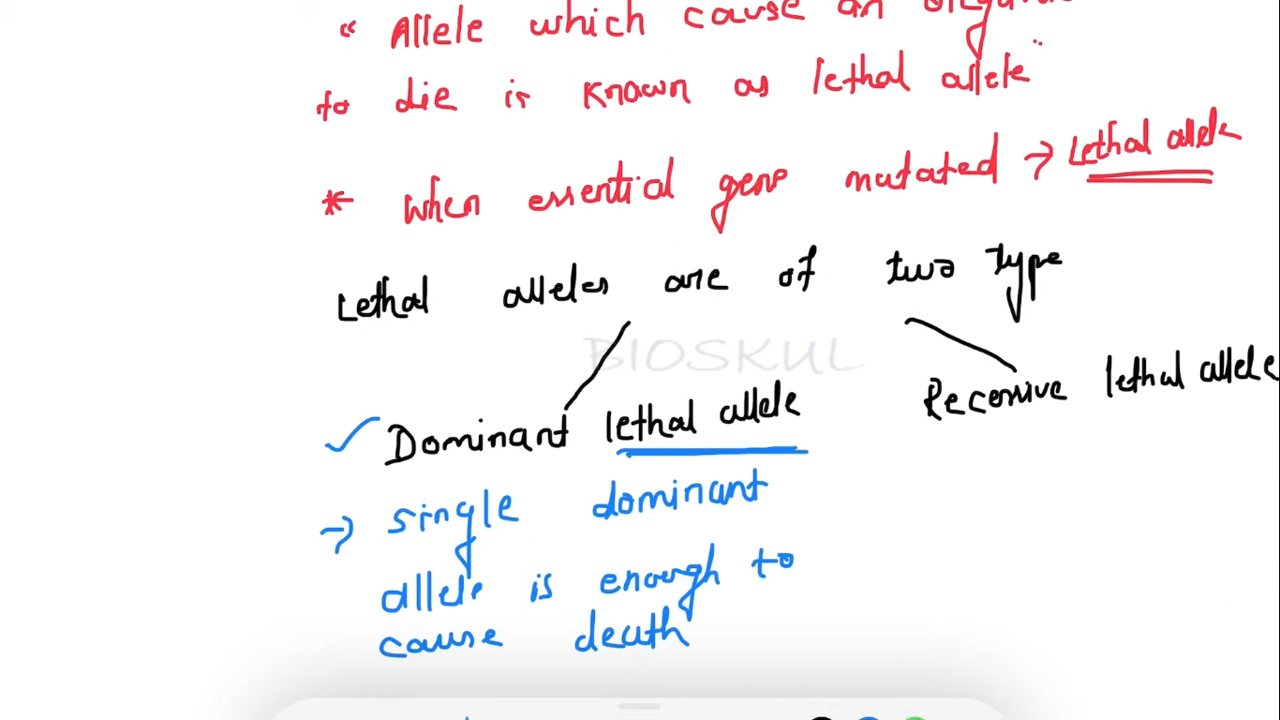 “ Allele which cause an
to die is known as lethal allele ”
* When essential gene mutated → Lethal allele
Lethal alleles are of two type
BIOSKUL
Dominant lethal allele
Recessive lethal allele
→ single dominant
allele is enough to
cause death